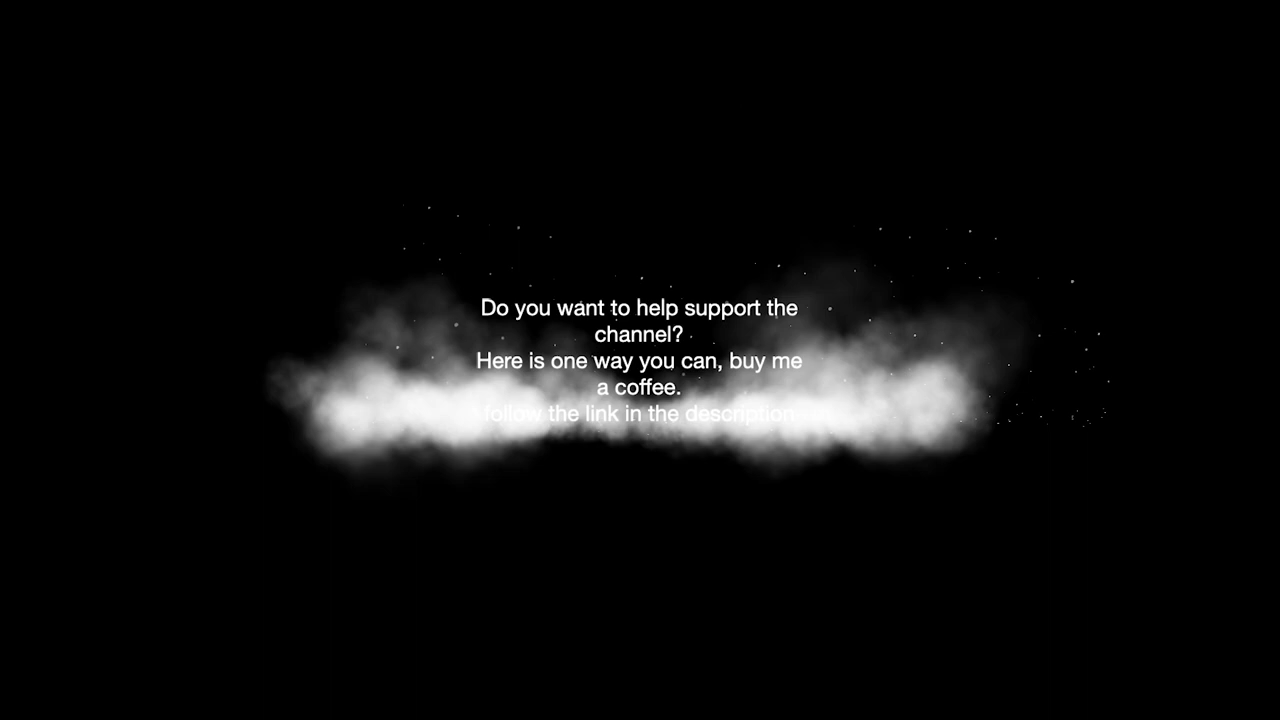 Do you want to help support the
channel?
Here is one way you can, buy me
a coffee.
follow the link in the description